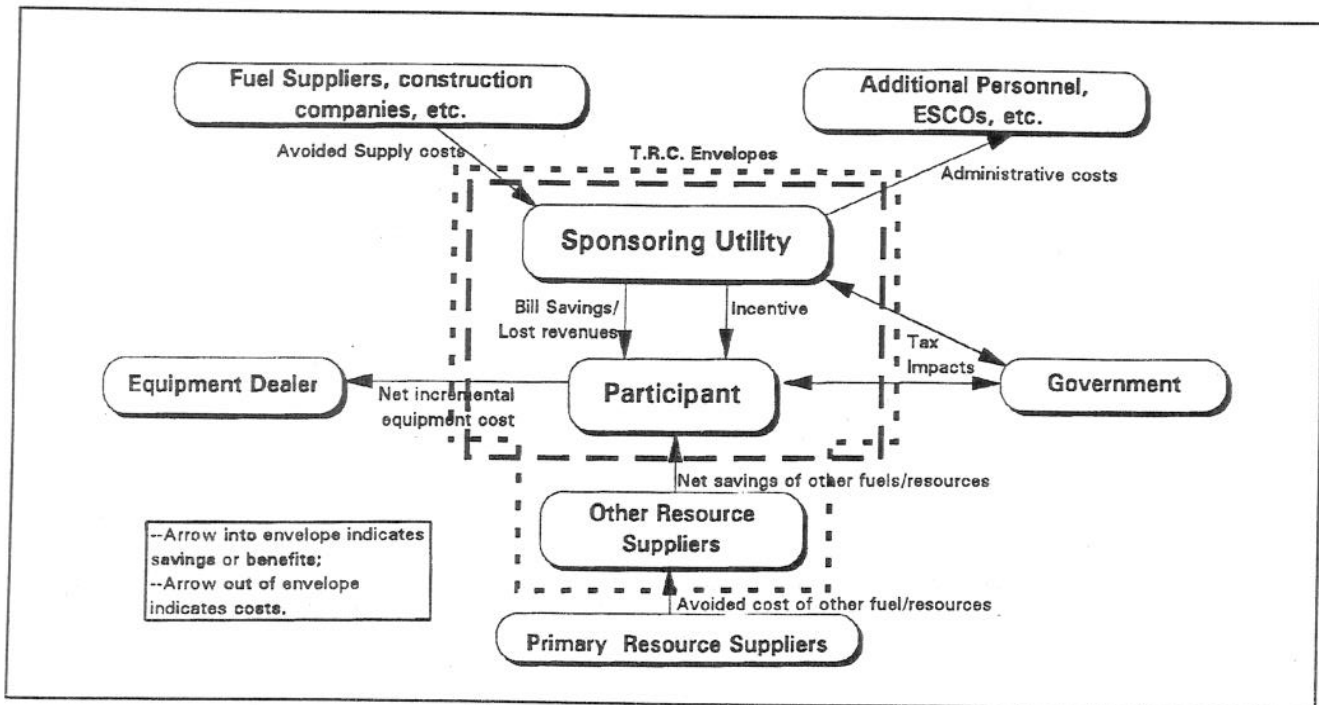 Fuel Suppliers, construction
companies, etc.
Additional Personnel,
ESCOs, etc.
Avoided Supply costs
T.R.C. Envelopes
Administrative costs
Sponsoring Utility
Bill Savings/
Lost revenues
Incentive
Tax
Impacts
Equipment Dealer
Net incremental
equipment cost
Participant
Government
Net savings of other fuels/resources
Other Resource
Suppliers
--Arrow into envelope indicates
savings or benefits;
--Arrow out of envelope
indicates costs.
Avoided cost of other fuel/resources
Primary Resource Suppliers